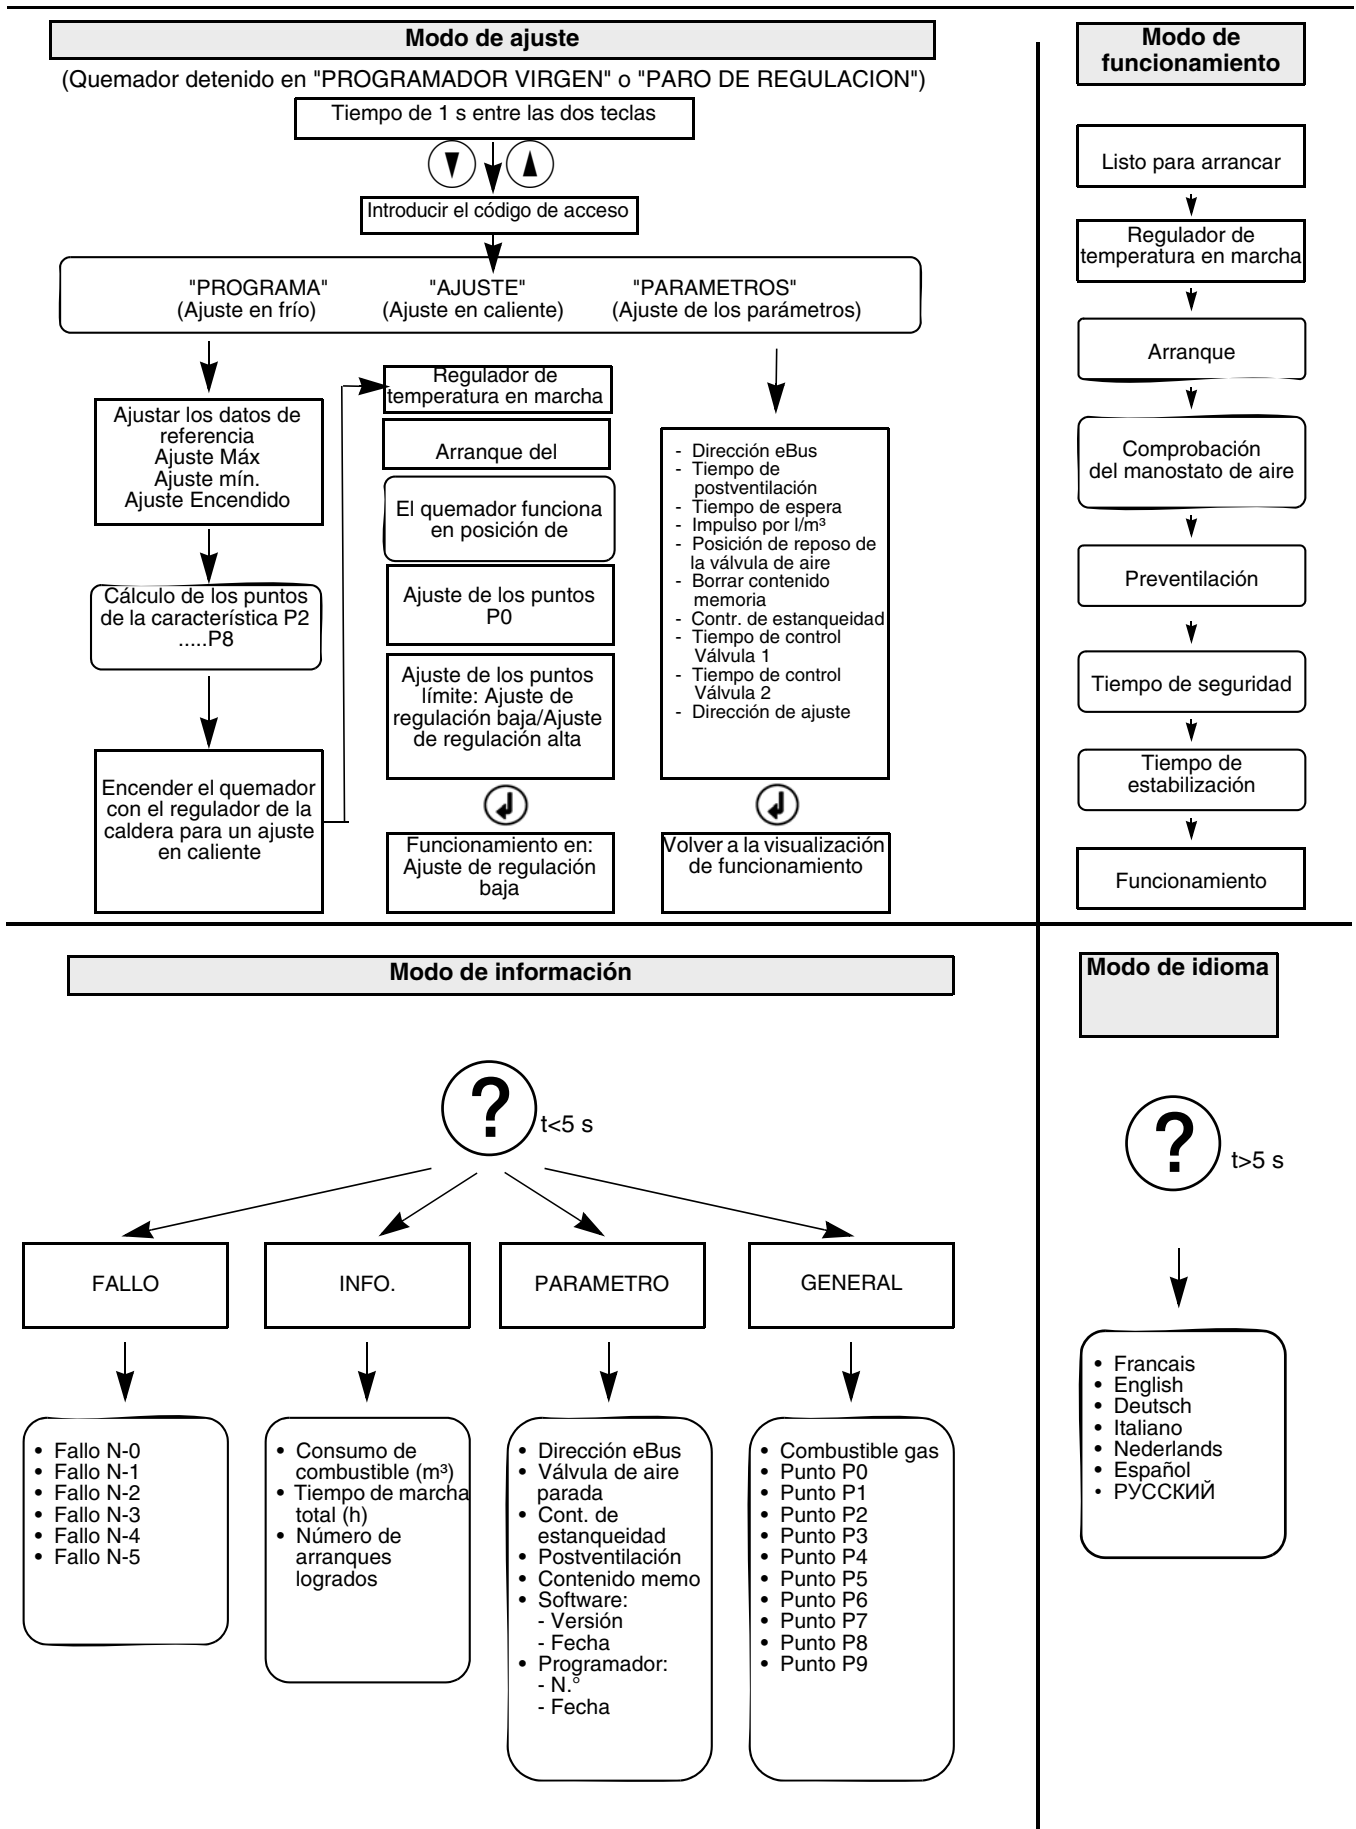 Modo de ajuste
(Quemador detenido en "PROGRAMADOR VIRGEN" o "PARO DE REGULACION")
Tiempo de 1 s entre las dos teclas
Introducir el código de acceso
"PROGRAMA"
(Ajuste en frío)
"AJUSTE"
(Ajuste en caliente)
"PARAMETROS"
(Ajuste de los parámetros)
Ajustar los datos de
referencia
Ajuste Máx
Ajuste mín.
Ajuste Encendido
Cálculo de los puntos
de la característica P2
.....P8
Encender el quemador
con el regulador de la
caldera para un ajuste
en caliente
Regulador de
temperatura en marcha
Arranque del
El quemador funciona
en posición de
Ajuste de los puntos
P0
Ajuste de los puntos
límite: Ajuste de
regulación baja/Ajuste
de regulación alta
Funcionamiento en:
Ajuste de regulación
baja
- Dirección eBus
- Tiempo de
postventilación
- Tiempo de espera
- Impulso por l/m³
- Posición de reposo de
la válvula de aire
- Borrar contenido
memoria
- Contr. de estanqueidad
- Tiempo de control
Válvula 1
- Tiempo de control
Válvula 2
- Dirección de ajuste
Volver a la visualización
de funcionamiento
Modo de
funcionamiento
Listo para arrancar
Regulador de
temperatura en marcha
Arranque
Comprobación
del manostato de aire
Preventilación
Tiempo de seguridad
Tiempo de
estabilización
Funcionamiento
Modo de información
?
t<5 s
FALLO
INFO.
PARAMETRO
GENERAL
• Fallo N-0
• Fallo N-1
• Fallo N-2
• Fallo N-3
• Fallo N-4
• Fallo N-5
• Consumo de
combustible (m³)
• Tiempo de marcha
total (h)
• Número de
arranques
logrados
• Dirección eBus
• Válvula de aire
parada
• Cont. de
estanqueidad
• Postventilación
• Contenido memo
• Software:
- Versión
- Fecha
• Programador:
- N.°
- Fecha
• Combustible gas
• Punto P0
• Punto P1
• Punto P2
• Punto P3
• Punto P4
• Punto P5
• Punto P6
• Punto P7
• Punto P8
• Punto P9
Modo de idioma
?
t>5 s
• Francais
• English
• Deutsch
• Italiano
• Nederlands
• Español
• РУССКИЙ